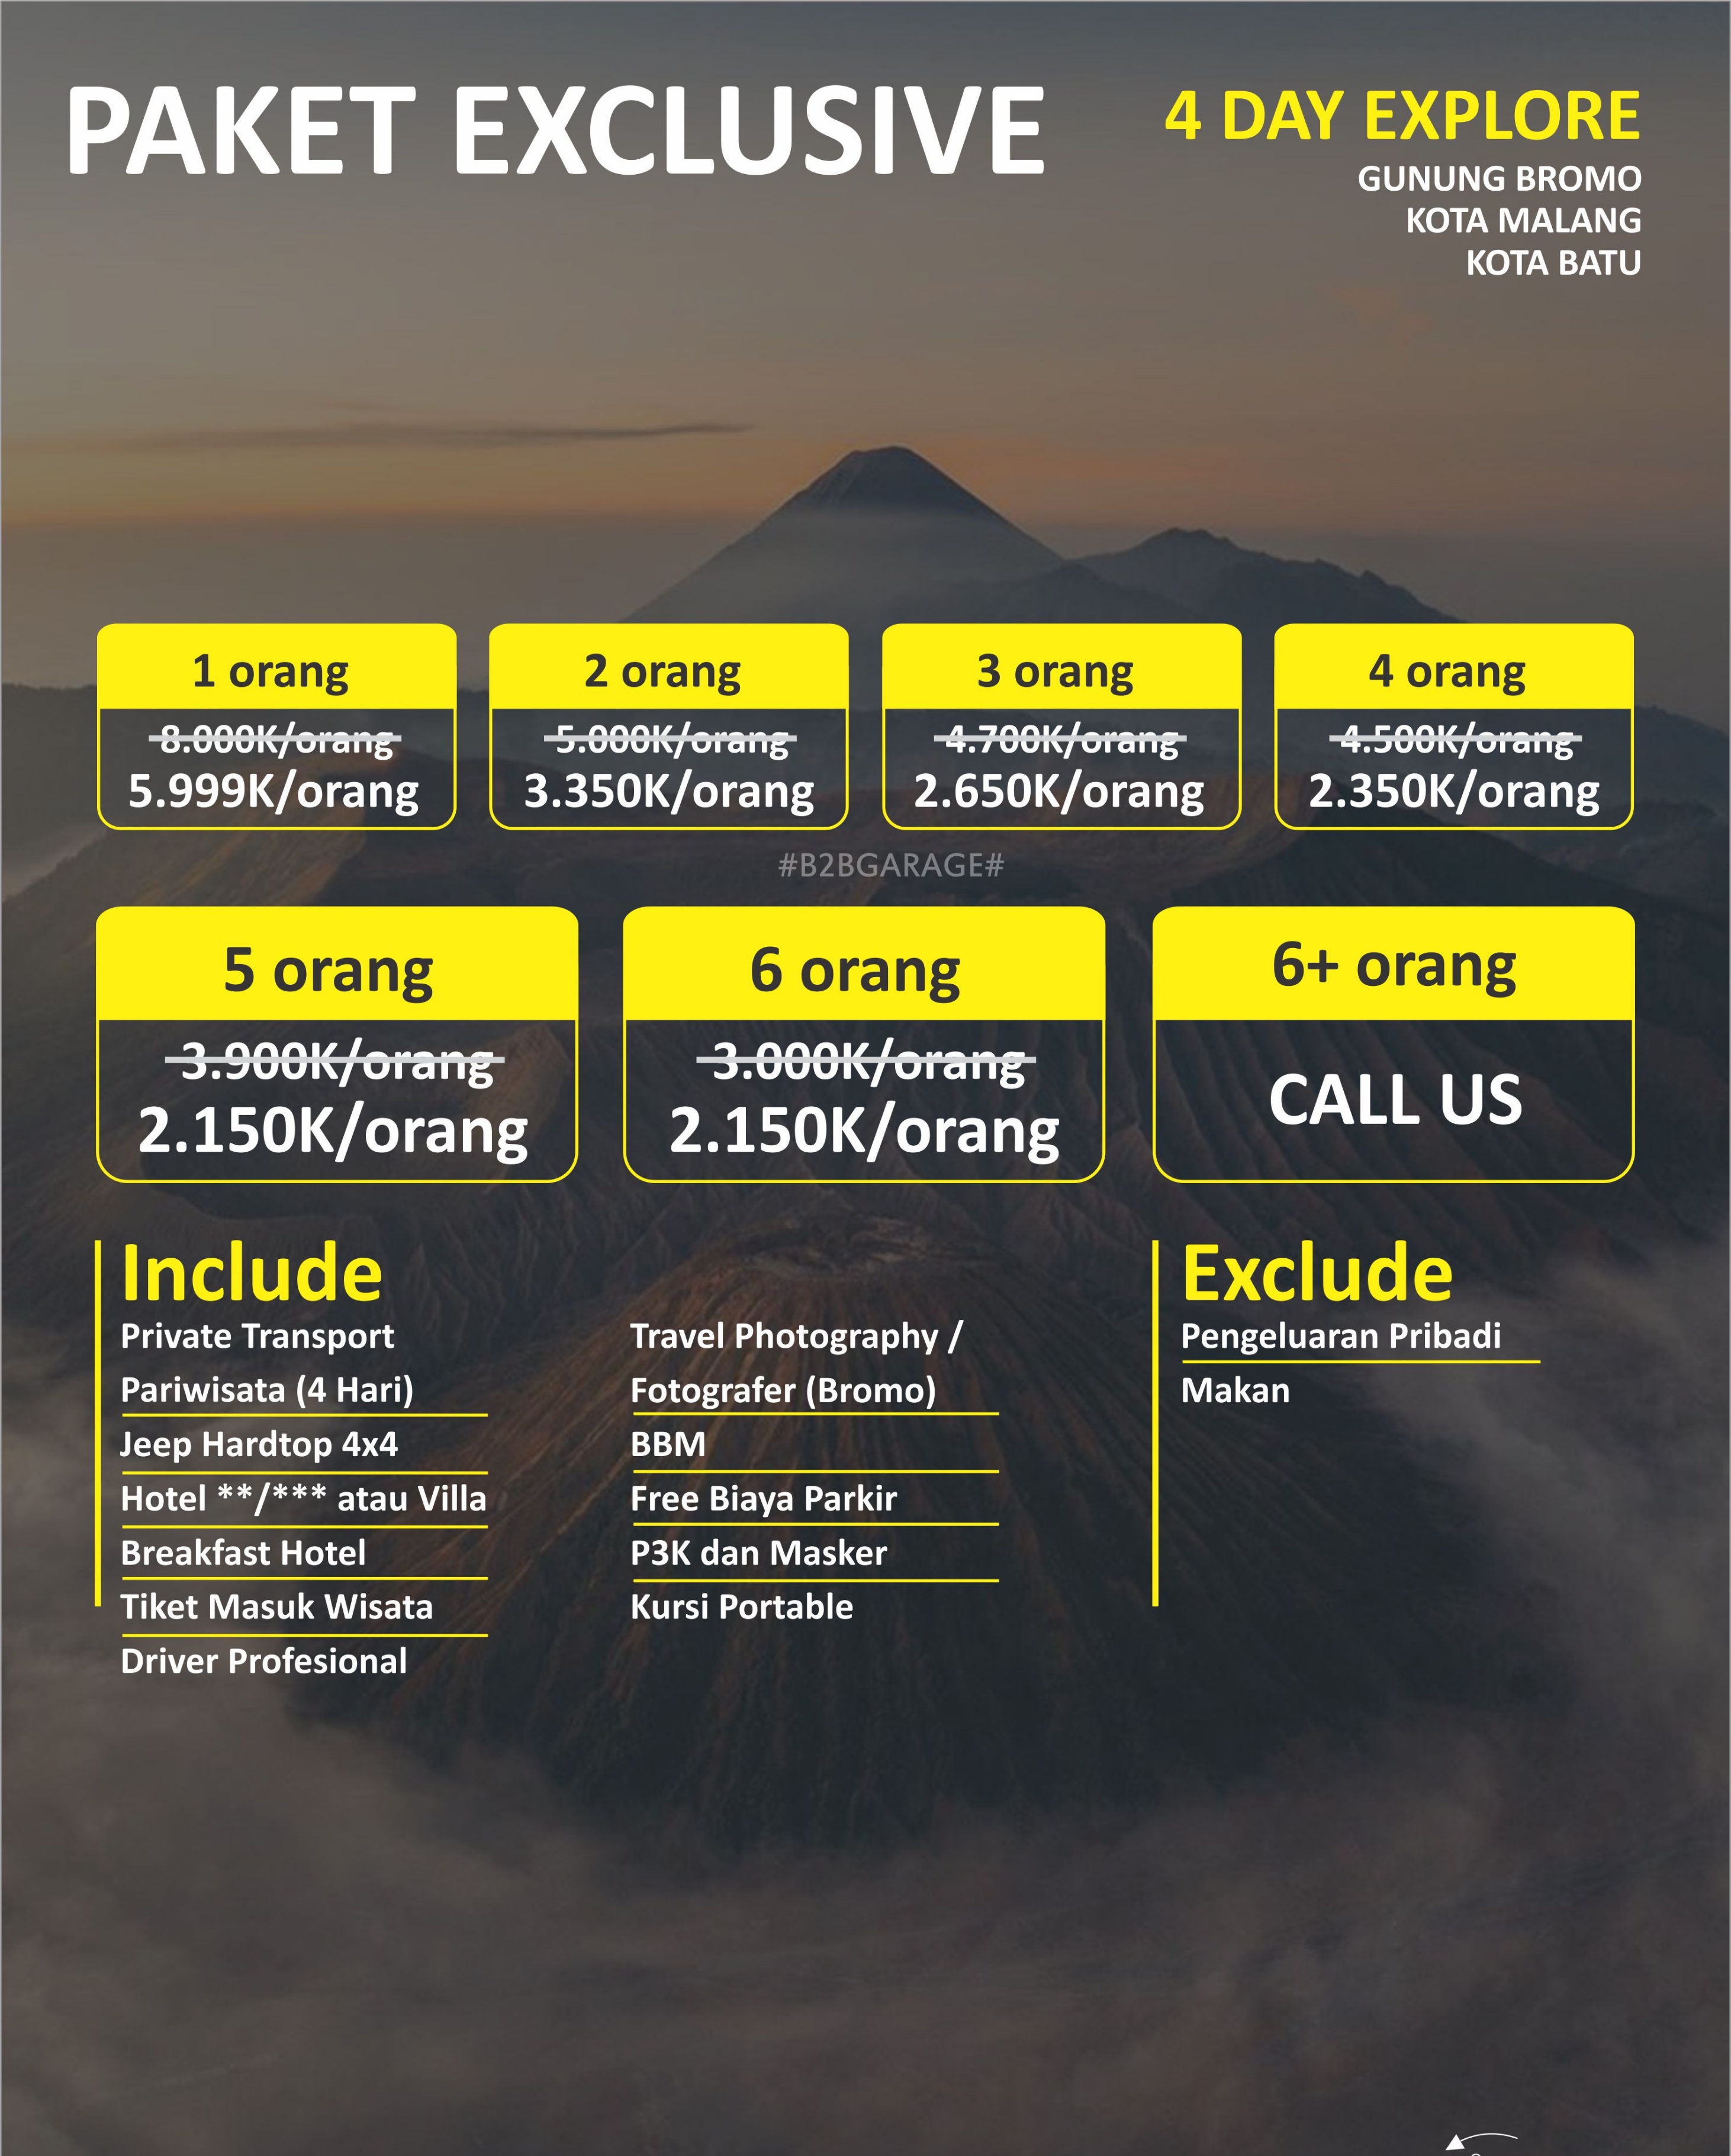 PAKET EXCLUSIVE
4 DAY EXPLORE
GUNUNG BROMO
KOTA MALANG
KOTA BATU
1 orang
8.000K/orang
5.999K/orang
2 orang
5.000K/orang
3.350K/orang
3 orang
4.700K/orang
2.650K/orang
4 orang
4.500K/orang
2.350K/orang
#B2BGARAGE#
5 orang
3.900K/orang
2.150K/orang
6 orang
3.000K/orang
2.150K/orang
6+ orang
CALL US
Include
Private Transport
Pariwisata (4 Hari)
Jeep Hardtop 4x4
Hotel **/*** atau Villa
Breakfast Hotel
Tiket Masuk Wisata
Driver Profesional
Travel Photography /
Fotografer (Bromo)
BBM
Free Biaya Parkir
P3K dan Masker
Kursi Portable
Exclude
Pengeluaran Pribadi
Makan